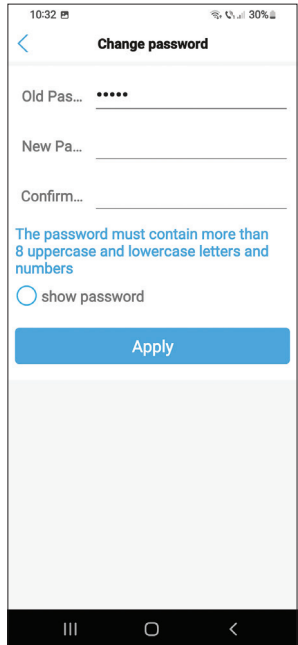 10:32 30%
Change password
Old Pas... •••••
New Pa...
Confirm...
The password must contain more than
8 uppercase and lowercase letters and
numbers
show password
Apply